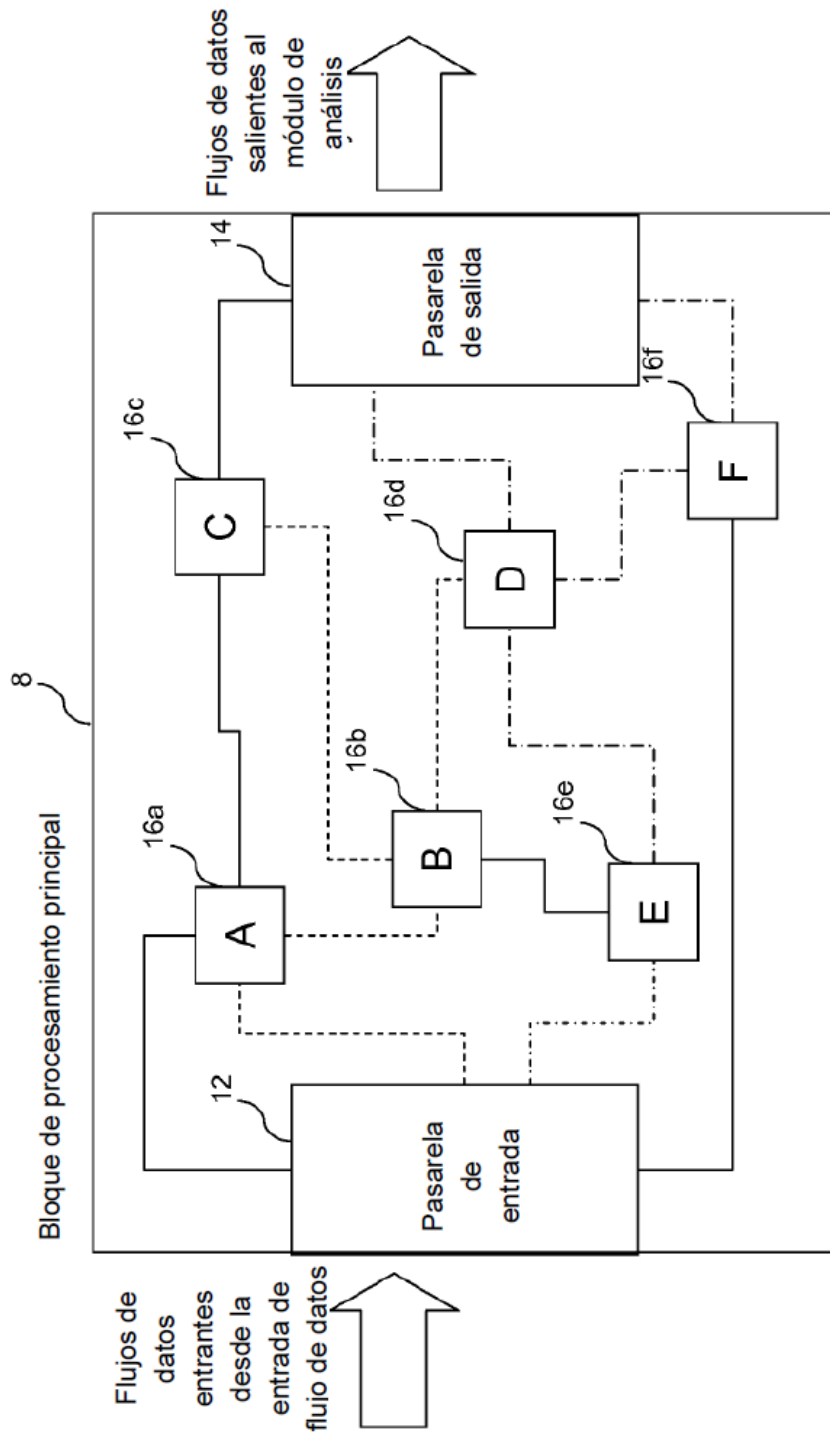 Bloque de procesamiento principal
8
Flujos de
datos
entrantes
desde la
entrada de
flujo de datos
12
Pasarela
de
entrada
16a
A
16b
B
16c
C
16d
D
16e
E
16f
F
14
Pasarela
de salida
Flujos de datos
salientes al
módulo de
análisis